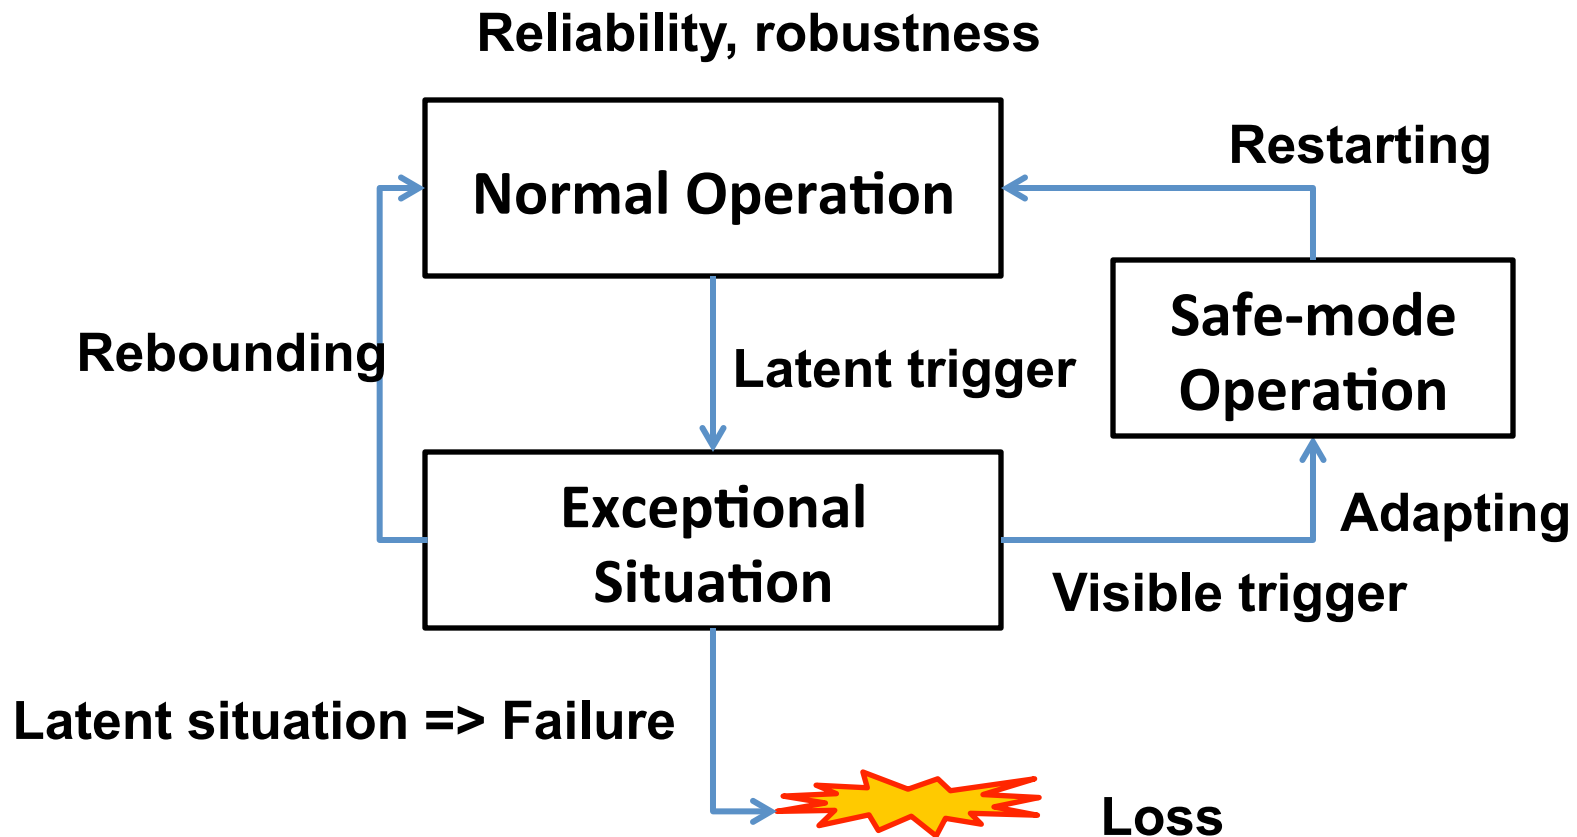 Reliability, robustness
Normal Operation
Restarting
Safe-mode
Operation
Rebounding
Latent trigger
Exceptional
Situation
Adapting
Visible trigger
Latent situation => Failure
Loss